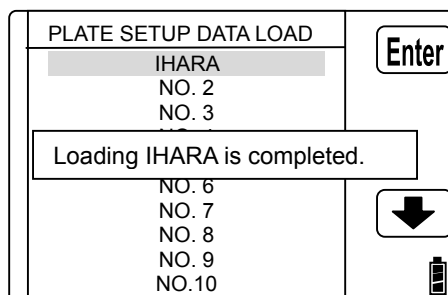 PLATE SETUP DATA LOAD
Enter
IHARA
NO. 2
NO. 3
Loading IHARA is completed.
NO. 6
NO. 7
NO. 8
NO. 9
NO.10